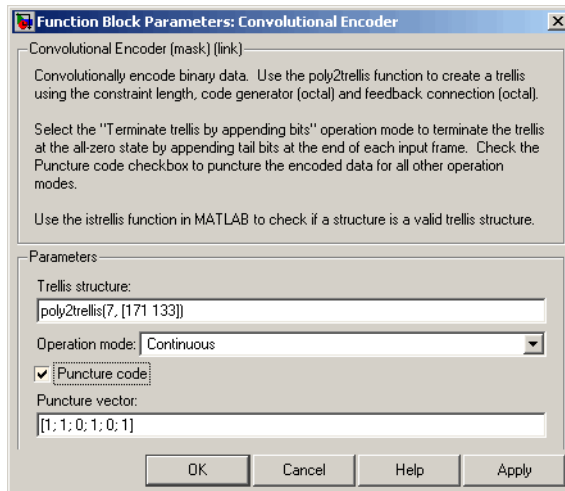 Function Block Parameters: Convolutional Encoder
Convolutional Encoder (mask) (link)
Convolutionally encode binary data. Use the poly2trellis function to create a trellis
using the constraint length, code generator (octal) and feedback connection (octal).
Select the "Terminate trellis by appending bits" operation mode to terminate the trellis
at the all-zero state by appending tail bits at the end of each input frame. Check the
Puncture code checkbox to puncture the encoded data for all other operation
modes.
Use the istrellis function in MATLAB to check if a structure is a valid trellis structure.
Parameters
Trellis structure:
poly2trellis(7, [171 133])
Operation mode: Continuous
Puncture code
Puncture vector:
[1; 1; 0; 1; 0; 1]
OK Cancel Help Apply